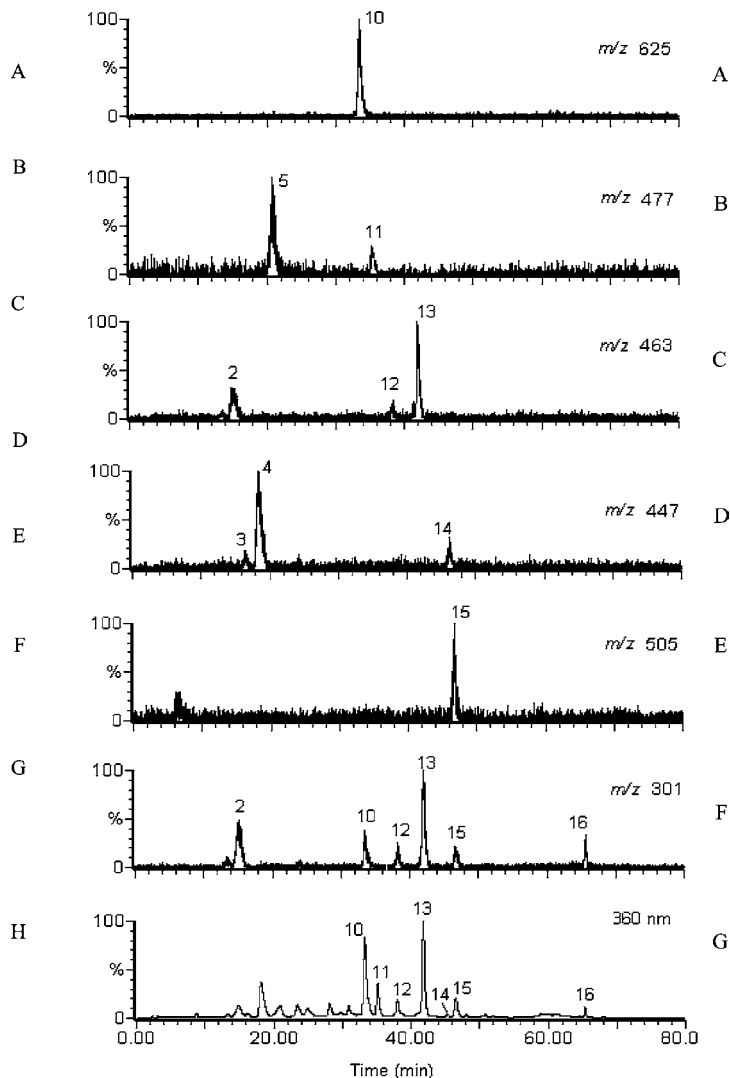 100 10
A % m/z 625 A
0
B 100 5
% 11 m/z 477 B
0
C 100 13
% 2 12 m/z 463 C
0
D 100 4
E % 3 14 m/z 447 D
0
F 100 15
% m/z 505 E
0
G 100 13
% 2 10 12 15 16 m/z 301 F
0
H 100 10 13 360 nm G
% 11 12 14 15 16
0
0.00 20.00 40.00 60.00 80.0
Time (min)